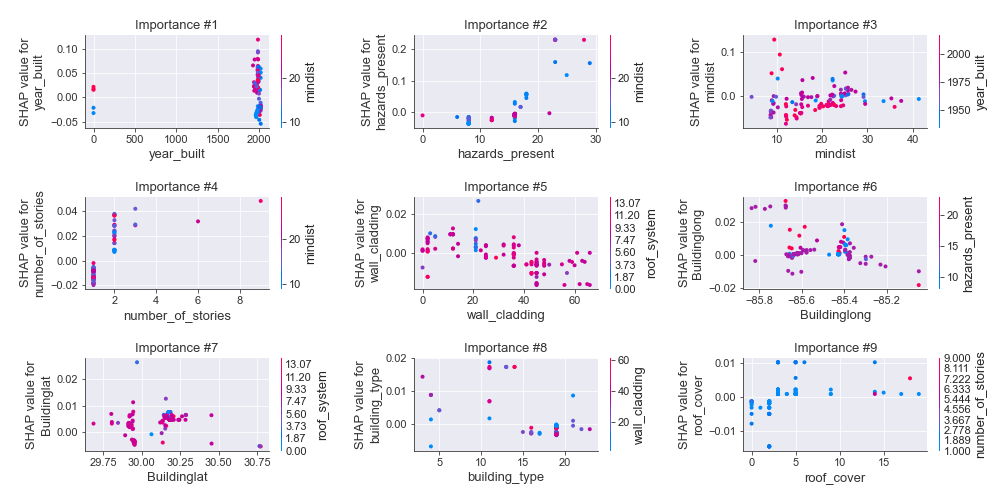 Importance #1
SHAP value for
year_built
0.10
0.05
0.00
−0.05
0
500
1000
1500
2000
year_built
20
10
mindist
Importance #2
SHAP value for
hazards_present
0.2
0.1
0.0
0
10
20
30
hazards_present
20
10
mindist
Importance #3
SHAP value for
mindist
0.1
0.0
10
20
30
40
mindist
2000
1975
1950
year_built
Importance #4
SHAP value for
number_of_stories
0.04
0.02
0.00
−0.02
2
4
6
8
number_of_stories
20
10
mindist
Importance #5
SHAP value for
wall_cladding
0.02
0.00
0
20
40
60
wall_cladding
13.07
11.20
9.33
7.47
5.60
3.73
1.87
0.00
roof_system
Importance #6
SHAP value for
Buildinglong
0.02
0.00
−0.02
−85.8
−85.6
−85.4
−85.2
Buildinglong
20
15
10
hazards_present
Importance #7
SHAP value for
Buildinglat
0.02
0.01
0.00
29.75
30.00
30.25
30.50
30.75
Buildinglat
13.07
11.20
9.33
7.47
5.60
3.73
1.87
0.00
roof_system
Importance #8
SHAP value for
building_type
0.02
0.01
0.00
5
10
15
20
building_type
60
40
20
wall_cladding
Importance #9
SHAP value for
roof_cover
0.01
0.00
−0.01
0
5
10
15
roof_cover
9.000
8.111
7.222
6.333
5.444
4.556
3.667
2.778
1.889
1.000
number_of_stories